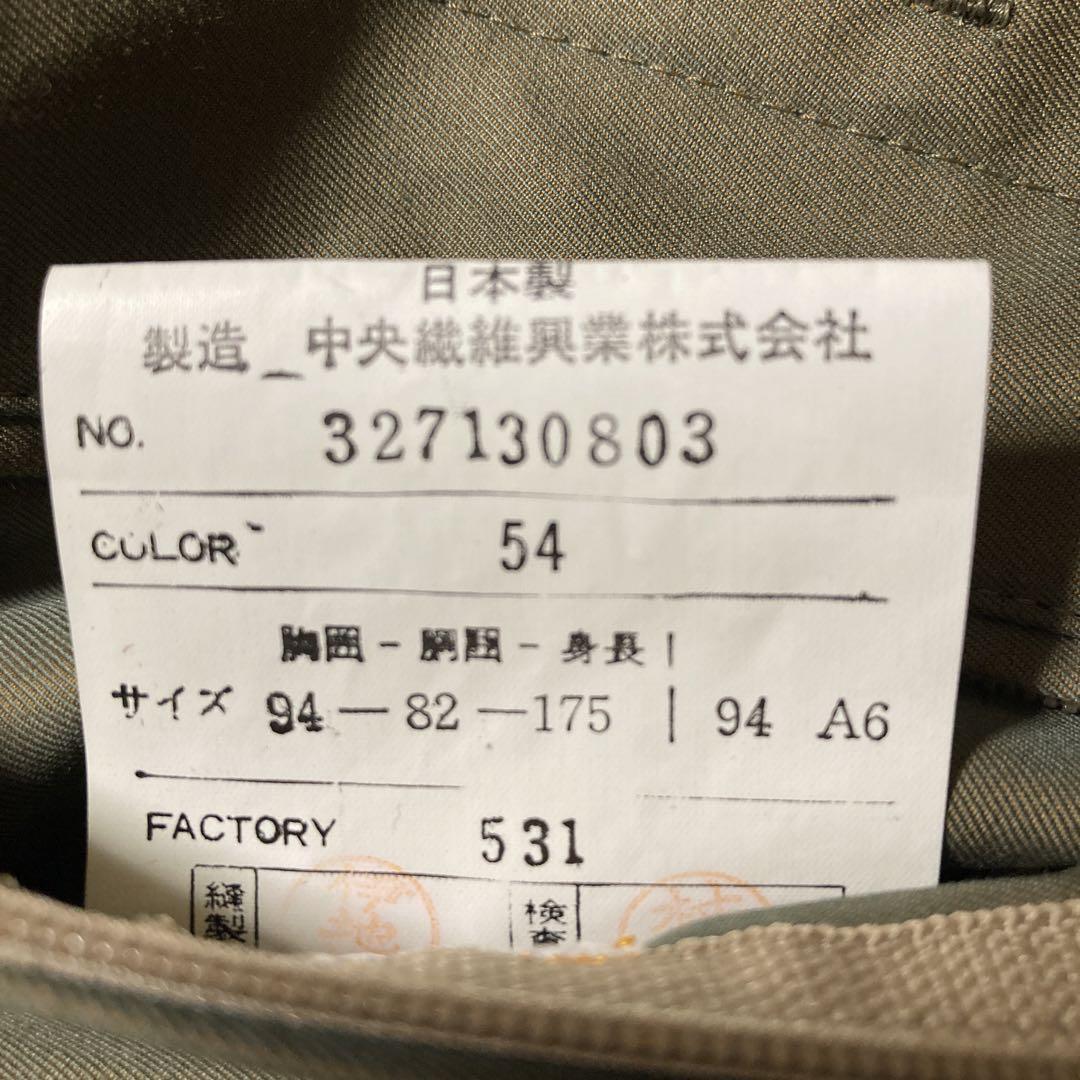 日本製
製造 中央繊維興業株式会社
NO. 327130803
COLOR 54
胸囲 - 胴囲 - 身長 |
サイズ 94 — 82 — 175 | 94 A6
FACTORY 531
縫製 検査